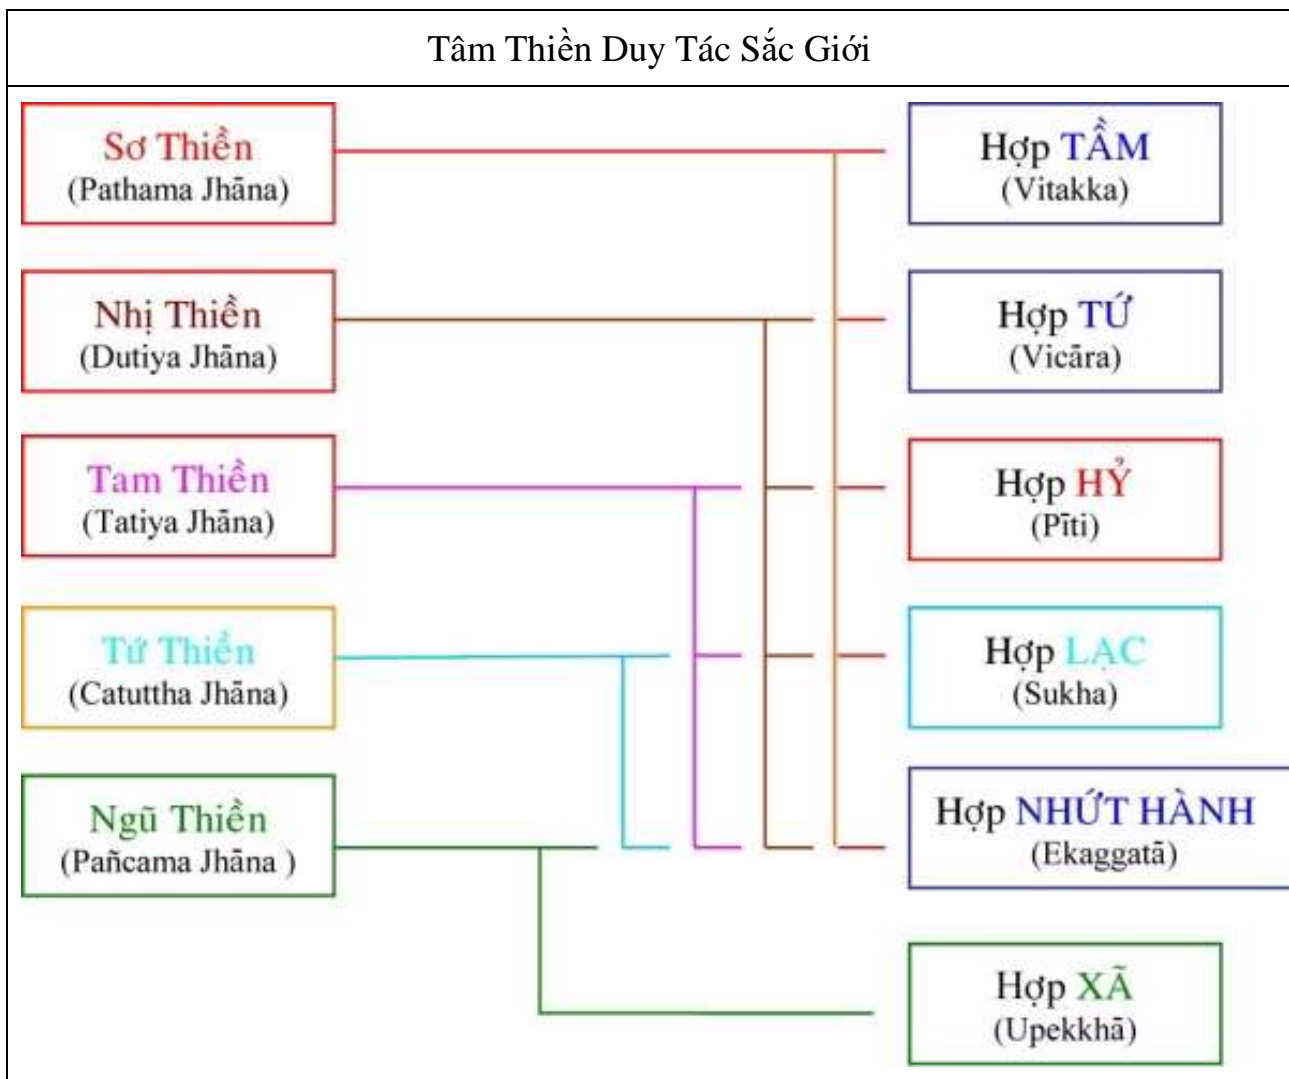 Tâm Thiền Duy Tác Sắc Giới
Sơ Thiền
(Pathama Jhāna)
Hợp TẦM
(Vitakka)
Nhị Thiền
(Dutiya Jhāna)
Hợp TỨ
(Vicāra)
Tam Thiền
(Tatiya Jhāna)
Hợp HỶ
(Pīti)
Tứ Thiền
(Catuttha Jhāna)
Hợp LẠC
(Sukha)
Ngũ Thiền
(Pañcama Jhāna )
Hợp NHỨT HÀNH
(Ekaggatā)
Hợp XÃ
(Upekkhā)